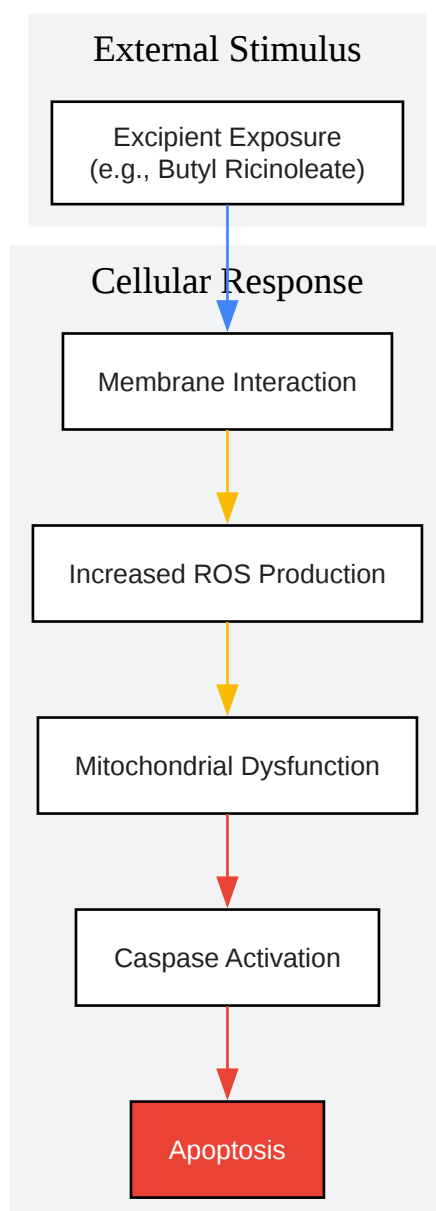 External Stimulus
Excipient Exposure
(e.g., Butyl Ricinoleate)
Cellular Response
Membrane Interaction
Increased ROS Production
Mitochondrial Dysfunction
Caspase Activation
Apoptosis